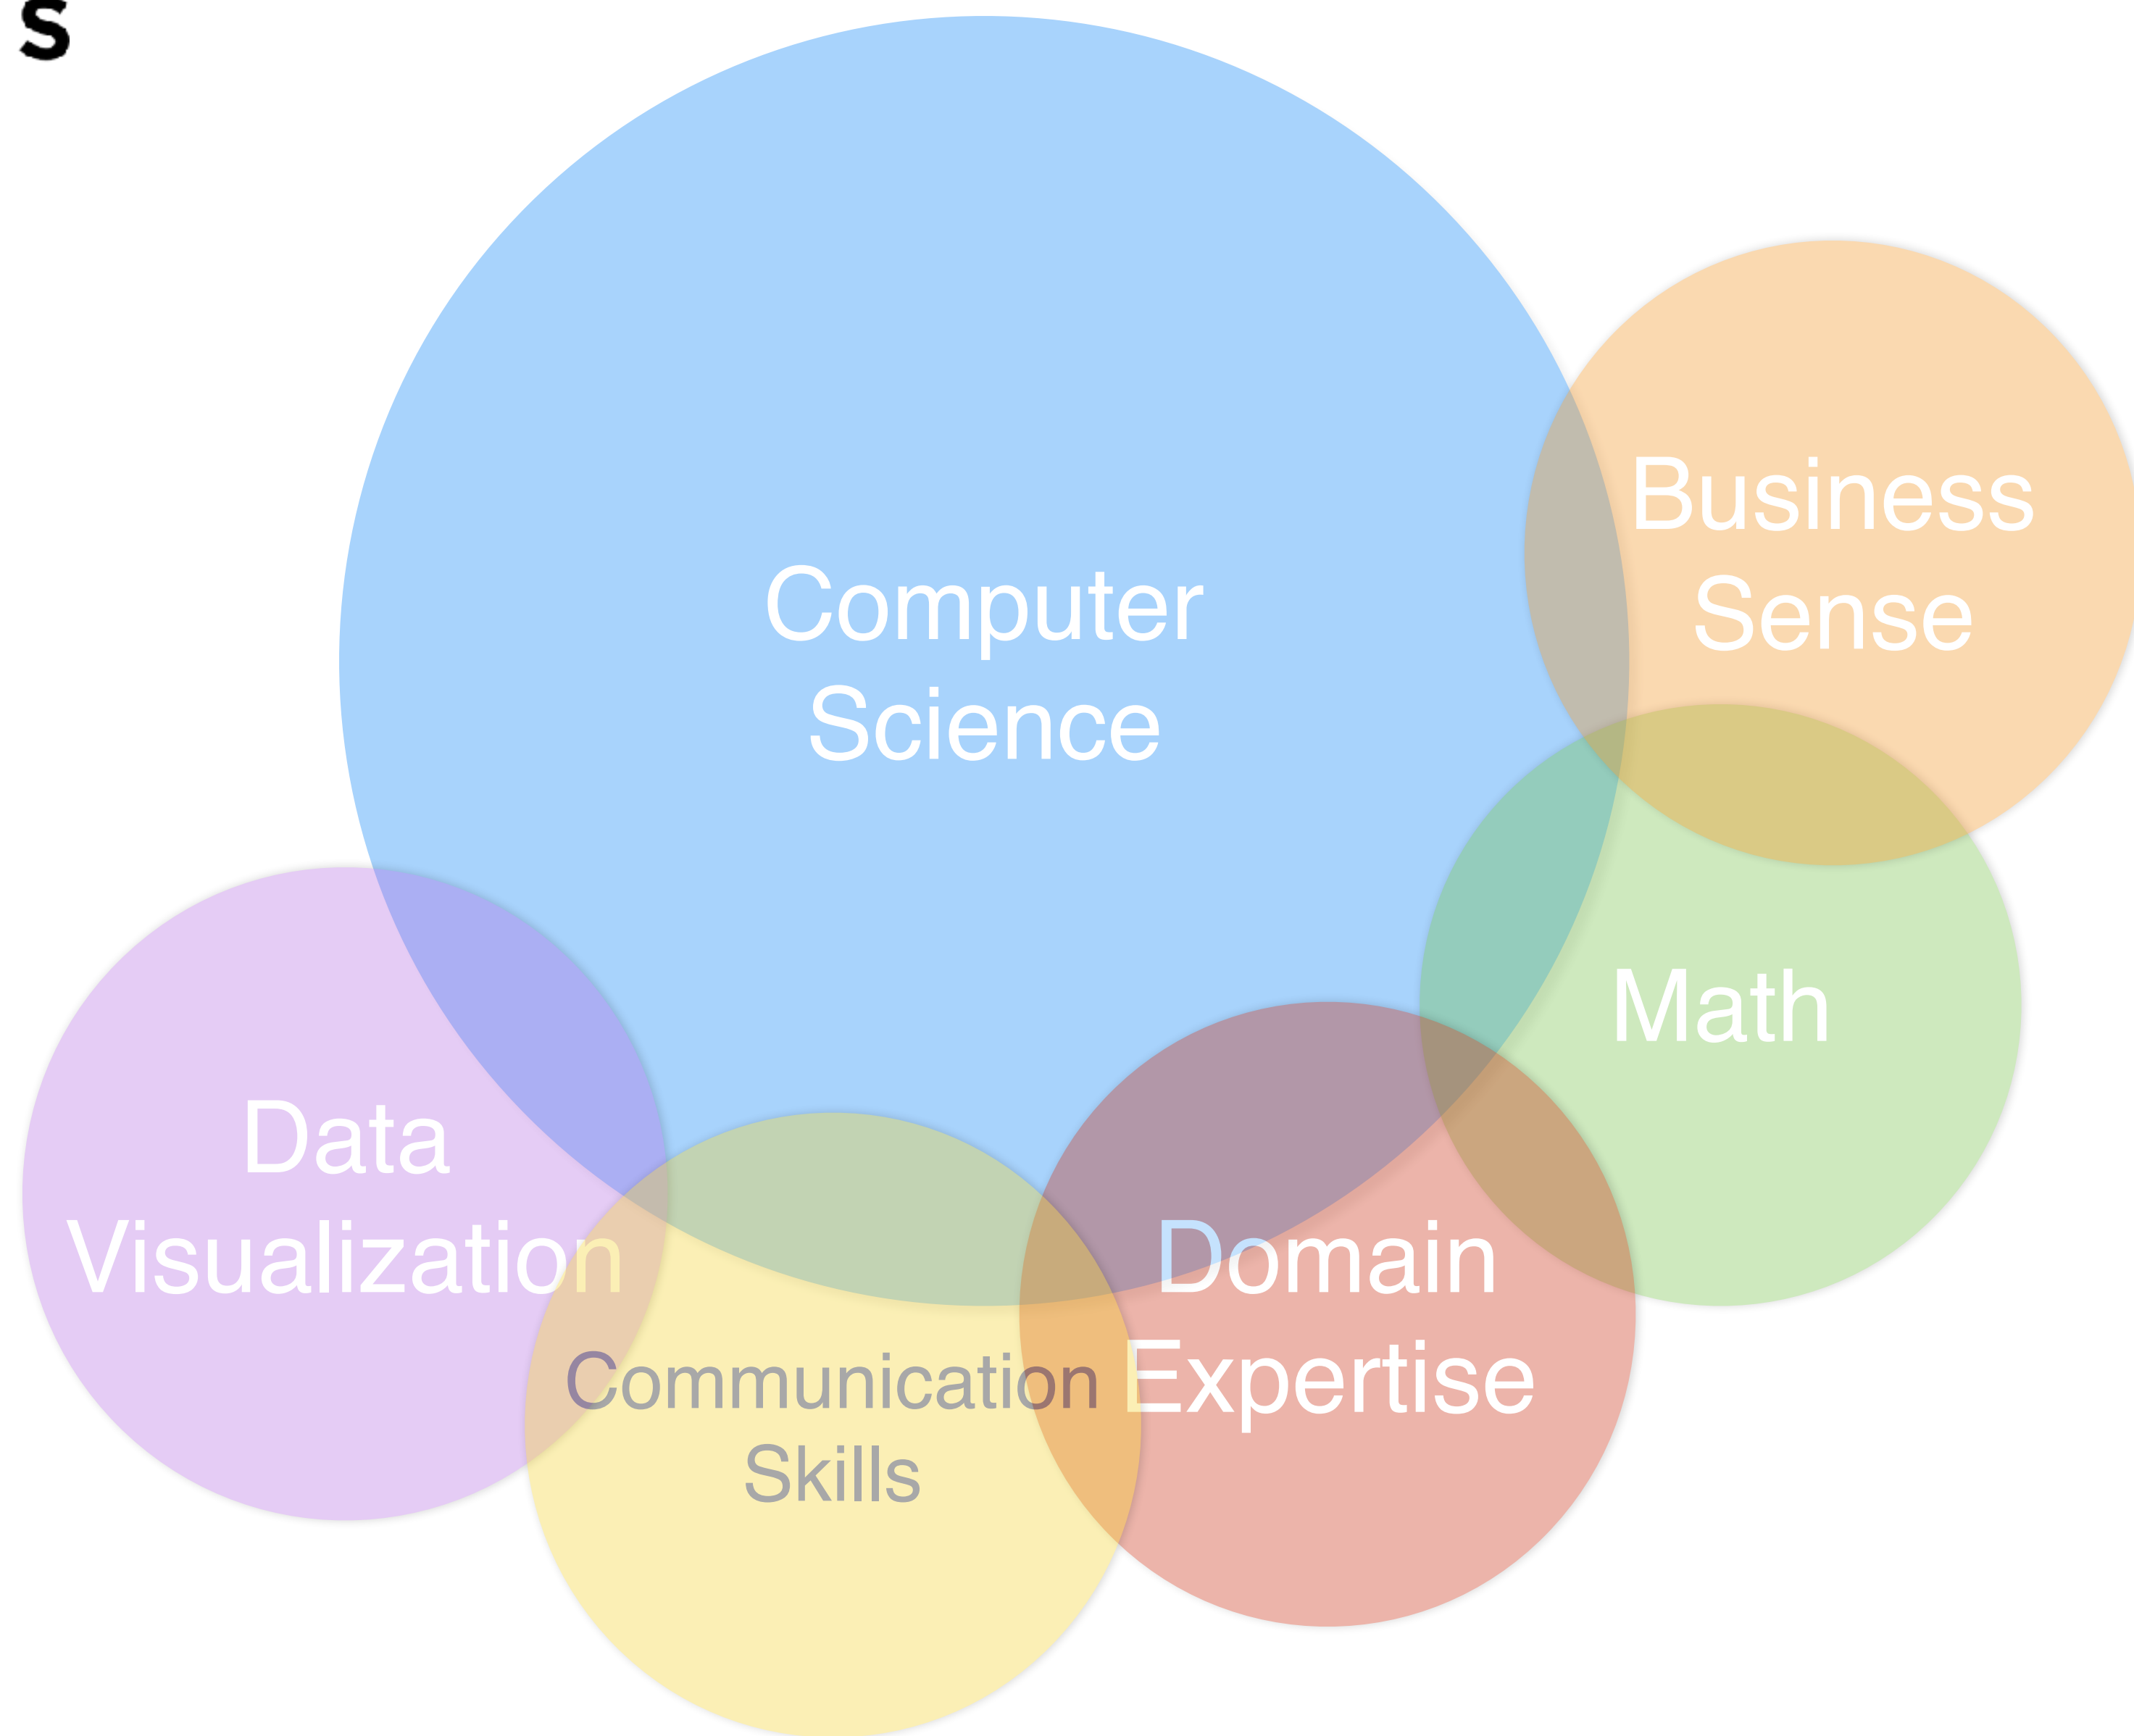 s
Computer
Science
Business
Sense
Math
Data
Visualization
Communication
Skills
Domain
Expertise